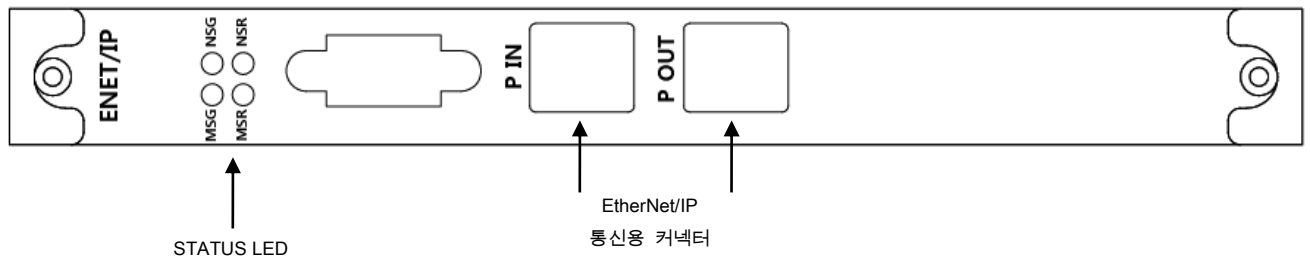 ENET/IP
NSG
NSR
MSG
MSR
P IN
P OUT
STATUS LED
EtherNet/IP
통신용 커넥터